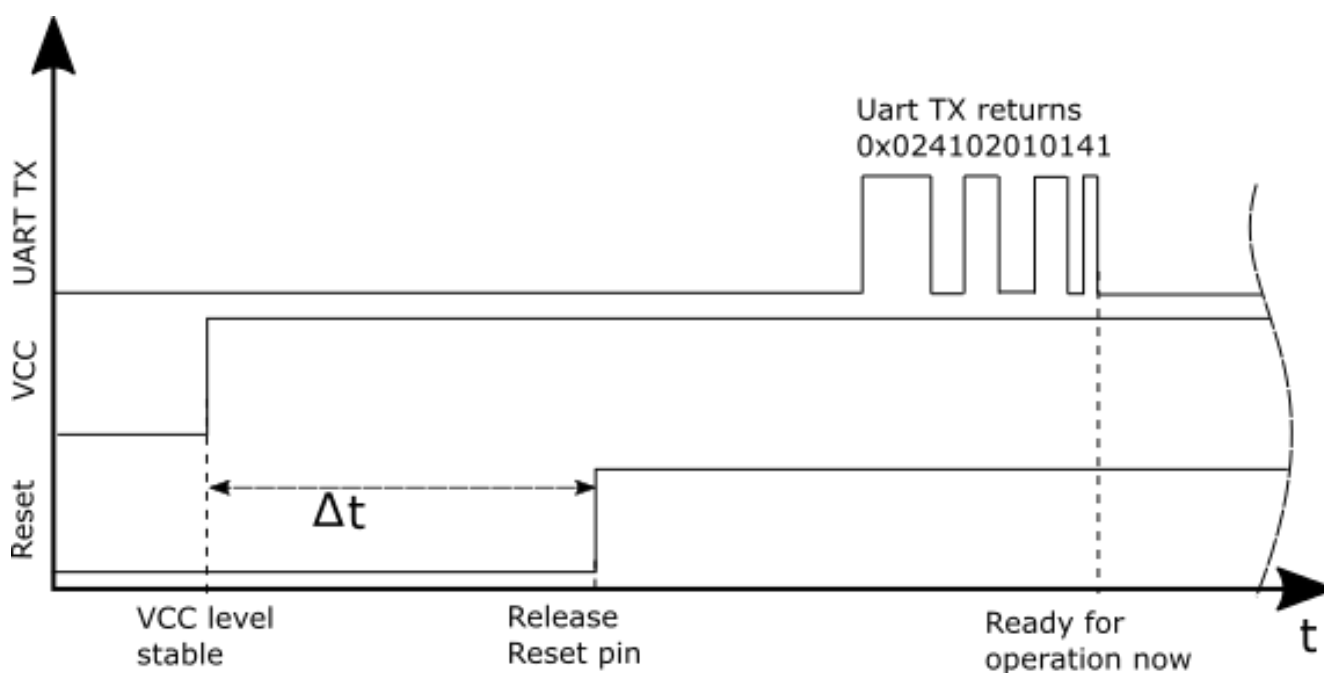 Uart TX returns
0x024102010141
UART TX
VCC
Reset
Δt
VCC level
stable
Release
Reset pin
Ready for
operation now
t